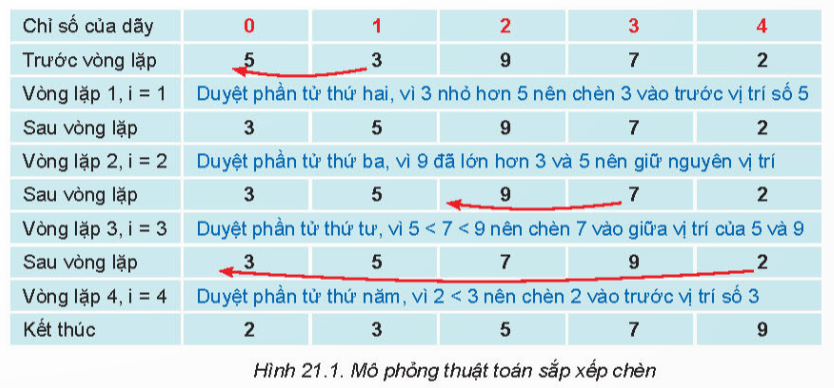 Chỉ số của dãy 0 1 2 3 4
Trước vòng lặp 5 3 9 7 2
Vòng lặp 1, i = 1 Duyệt phần tử thứ hai, vì 3 nhỏ hơn 5 nên chèn 3 vào trước vị trí số 5
Sau vòng lặp 3 5 9 7 2
Vòng lặp 2, i = 2 Duyệt phần tử thứ ba, vì 9 đã lớn hơn 3 và 5 nên giữ nguyên vị trí
Sau vòng lặp 3 5 9 7 2
Vòng lặp 3, i = 3 Duyệt phần tử thứ tư, vì 5 < 7 < 9 nên chèn 7 vào giữa vị trí của 5 và 9
Sau vòng lặp 3 5 7 9 2
Vòng lặp 4, i = 4 Duyệt phần tử thứ năm, vì 2 < 3 nên chèn 2 vào trước vị trí số 3
Kết thúc 2 3 5 7 9
Hình 21.1. Mô phỏng thuật toán sắp xếp chèn